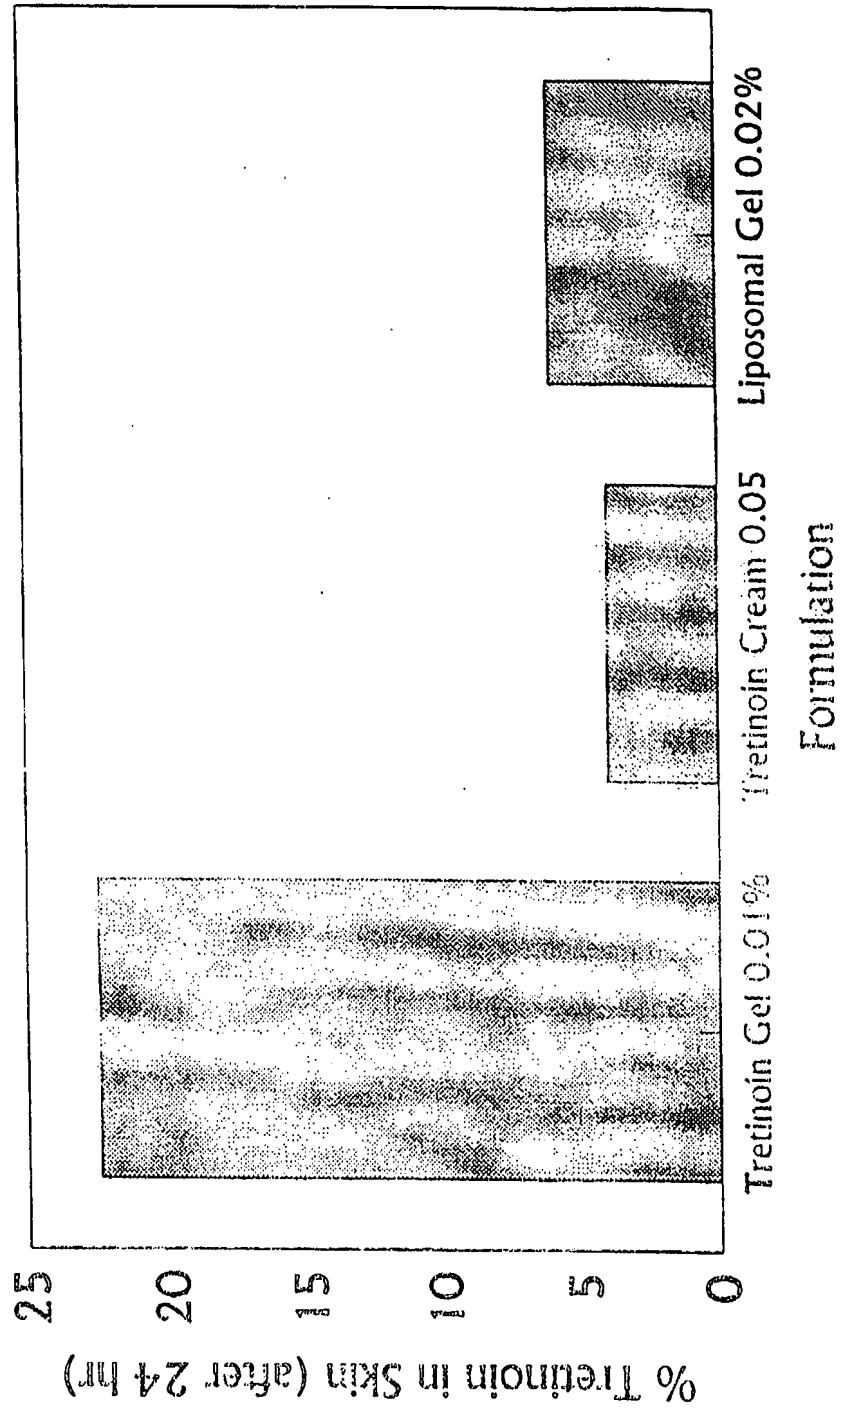 % Tretinoin in Skin (after 24 hr)
25
20
15
10
5
0
Tretinoin Gel 0.01%
Tretinoin Cream 0.05
Liposomal Gel 0.02%
Formulation